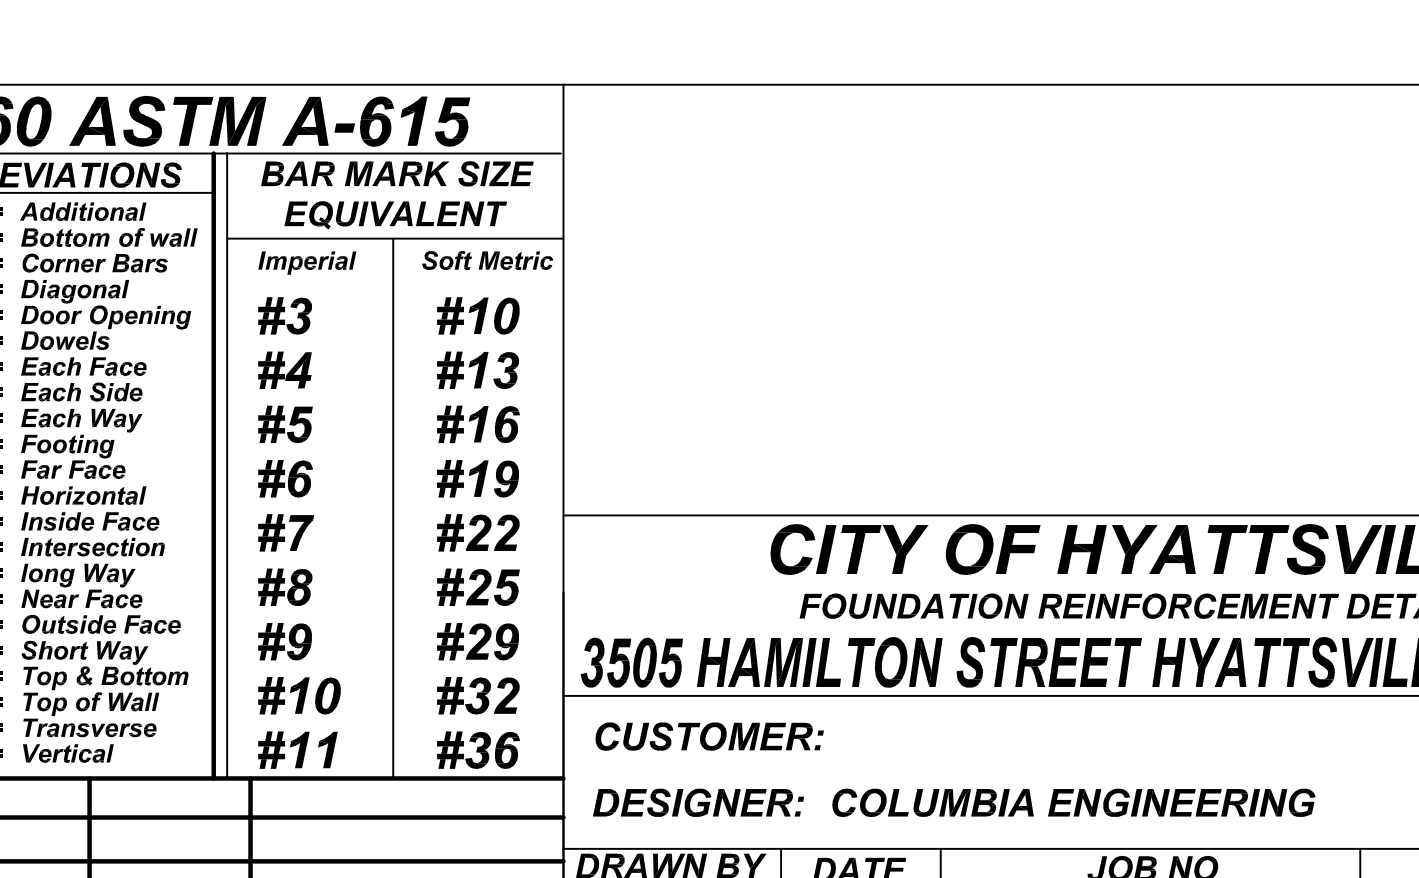 60 ASTM A-615
EVIATIONS
= Additional
= Bottom of wall
= Corner Bars
= Diagonal
= Door Opening
= Dowels
= Each Face
= Each Side
= Each Way
= Footing
= Far Face
= Horizontal
= Inside Face
= Intersection
= long Way
= Near Face
= Outside Face
= Short Way
= Top & Bottom
= Top of Wall
= Transverse
= Vertical
BAR MARK SIZE
EQUIVALENT
Imperial Soft Metric
#3 #10
#4 #13
#5 #16
#6 #19
#7 #22
#8 #25
#9 #29
#10 #32
#11 #36
CITY OF HYATTSVIL
FOUNDATION REINFORCEMENT DETA
3505 HAMILTON STREET HYATTSVILL
CUSTOMER:
DESIGNER: COLUMBIA ENGINEERING
DRAWN BY DATE JOB NO